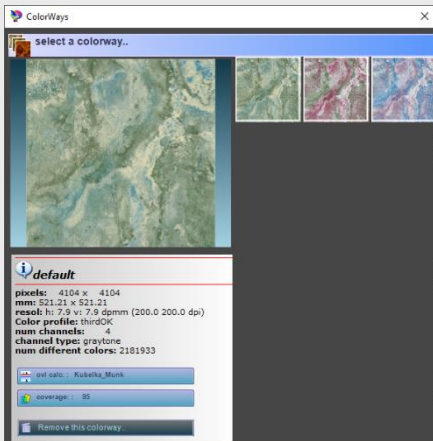 ColorWays
select a colorway..
default
pixels: 4104 x 4104
mm: 521.21 x 521.21
resol: h: 7.9 v: 7.9 dpmm (200.0 200.0 dpi)
Color profile: thirdOK
num channels: 4
channel type: graytone
num different colors: 2181933
ovl calc: : Kubelka_Munk
coverage: : 95
Remove this colorway..